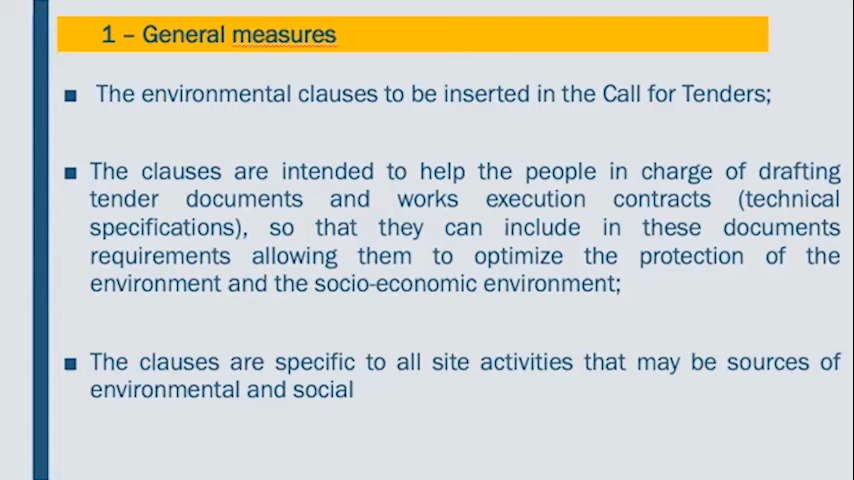 1 – General measures
■ The environmental clauses to be inserted in the Call for Tenders;
■ The clauses are intended to help the people in charge of drafting
tender documents and works execution contracts (technical
specifications), so that they can include in these documents
requirements allowing them to optimize the protection of the
environment and the socio-economic environment;
■ The clauses are specific to all site activities that may be sources of
environmental and social